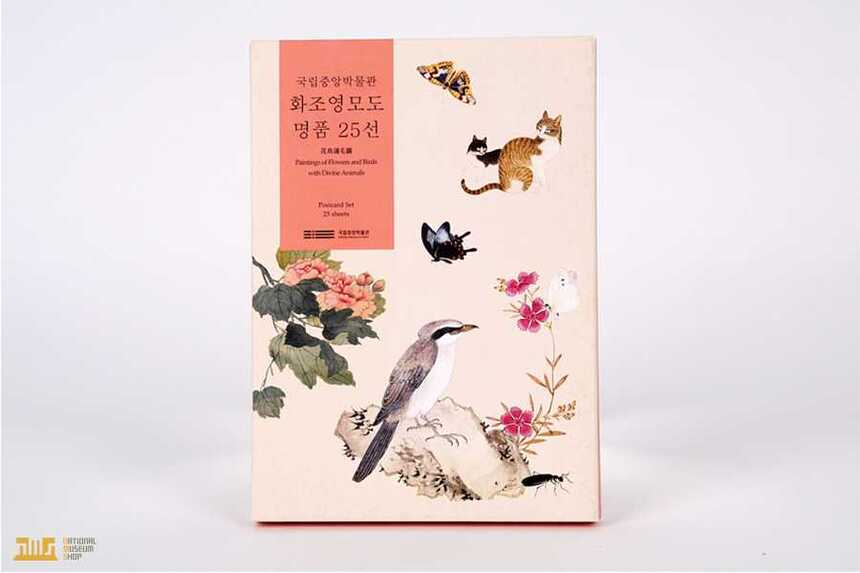 국립중앙박물관
화조영모도
명품 25선
花鳥翎毛圖
Paintings of Flowers and Birds
with Divine Animals
Postcard Set
25 sheets
국립중앙박물관
NATIONAL
MUSEUM
SHOP